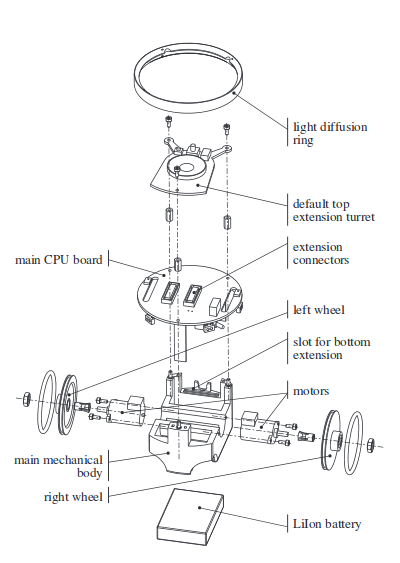 light diffusion
ring
default top
extension turret
extension
connectors
main CPU board
left wheel
slot for bottom
extension
motors
main mechanical
body
right wheel
LiIon battery